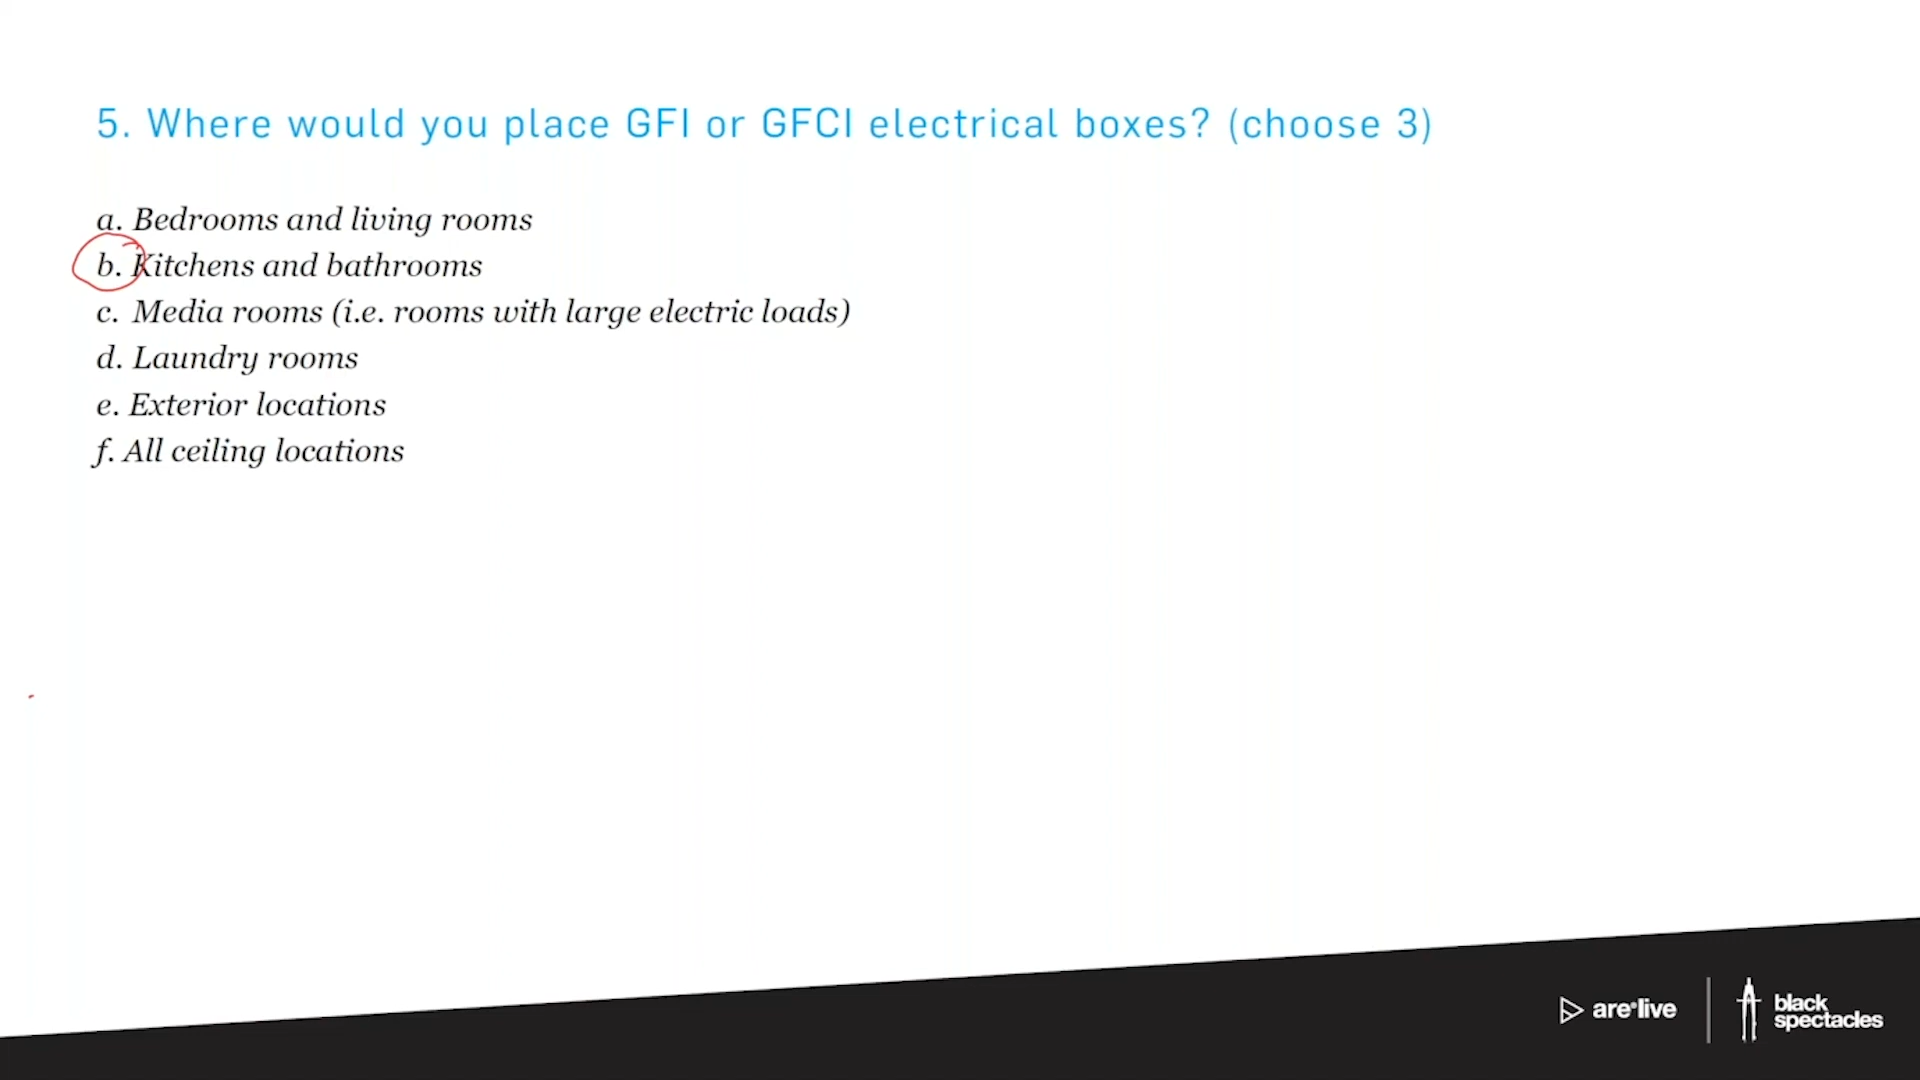 5. Where would you place GFI or GFCI electrical boxes? (choose 3)
a. Bedrooms and living rooms
b. Kitchens and bathrooms
c. Media rooms (i.e. rooms with large electric loads)
d. Laundry rooms
e. Exterior locations
f. All ceiling locations
are®live
black
spectacles